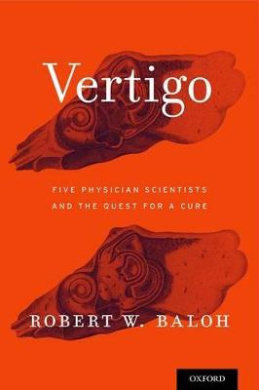 Vertigo
FIVE PHYSICIAN SCIENTISTS
AND THE QUEST FOR A CURE
ROBERT W. BALOH
OXFORD